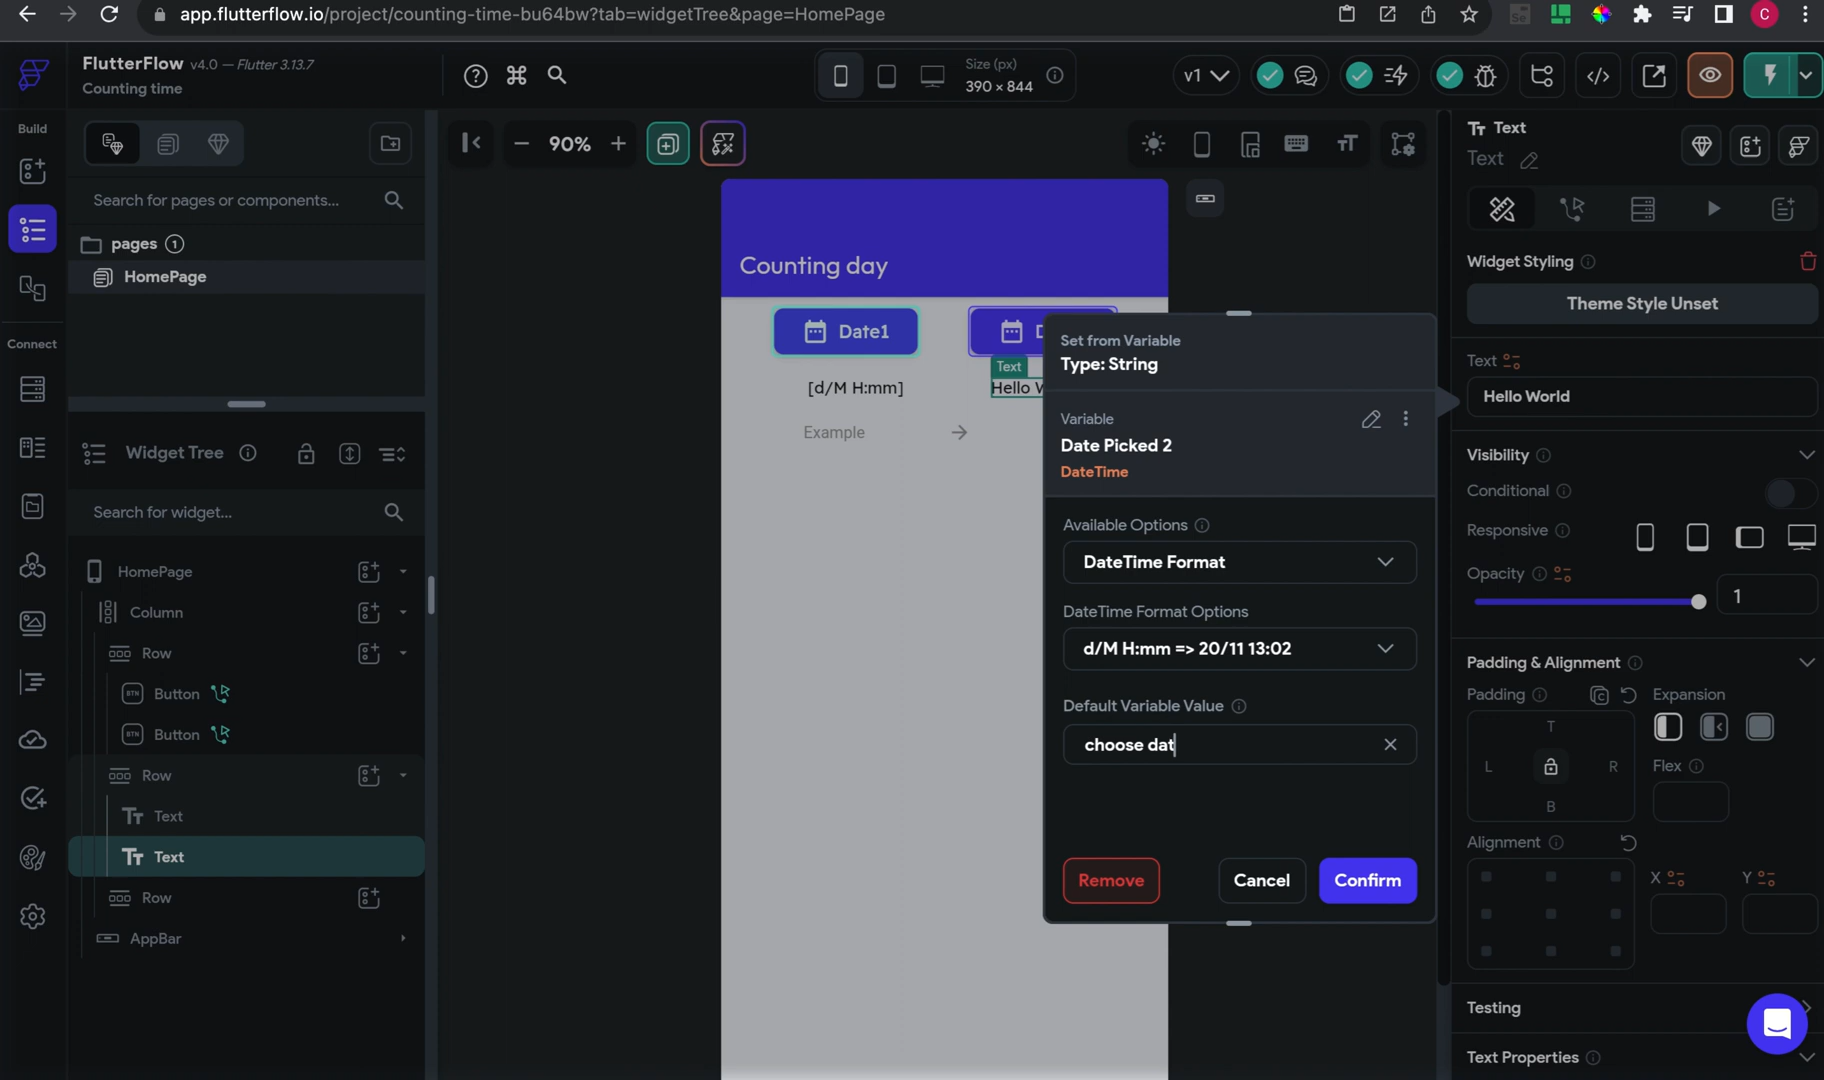 app.flutterflow.io/project/counting-time-bu64bw?tab=widgetTree&page=HomePage
C
FlutterFlow v4.0 — Flutter 3.13.7
Counting time
Size (px)
390 × 844
v1
Build
90%
Search for pages or components...
pages 1
HomePage
Connect
Widget Tree
Search for widget...
HomePage
Column
Row
BTN Button
BTN Button
Row
Text
Text
Row
AppBar
Counting day
Date1
D
[d/M H:mm]
Text
Hello W
Example
Set from Variable
Type: String
Variable
Date Picked 2
DateTime
Available Options
DateTime Format
DateTime Format Options
d/M H:mm => 20/11 13:02
Default Variable Value
choose dat
Remove
Cancel
Confirm
Text
Text
Widget Styling
Theme Style Unset
Text
Hello World
Visibility
Conditional
Responsive
Opacity
1
Padding & Alignment
Padding
Expansion
T
L
R
B
Flex
Alignment
X
Y
Testing
Text Properties